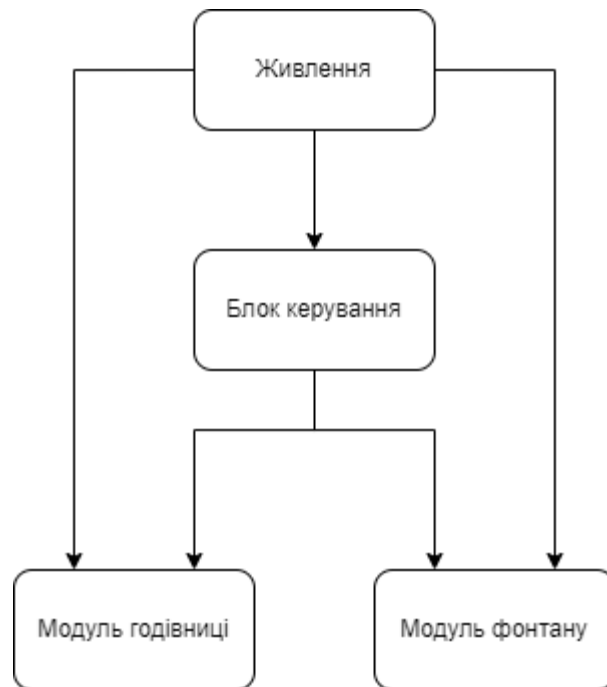 Живлення
Блок керування
Модуль годівниці
Модуль фонтану